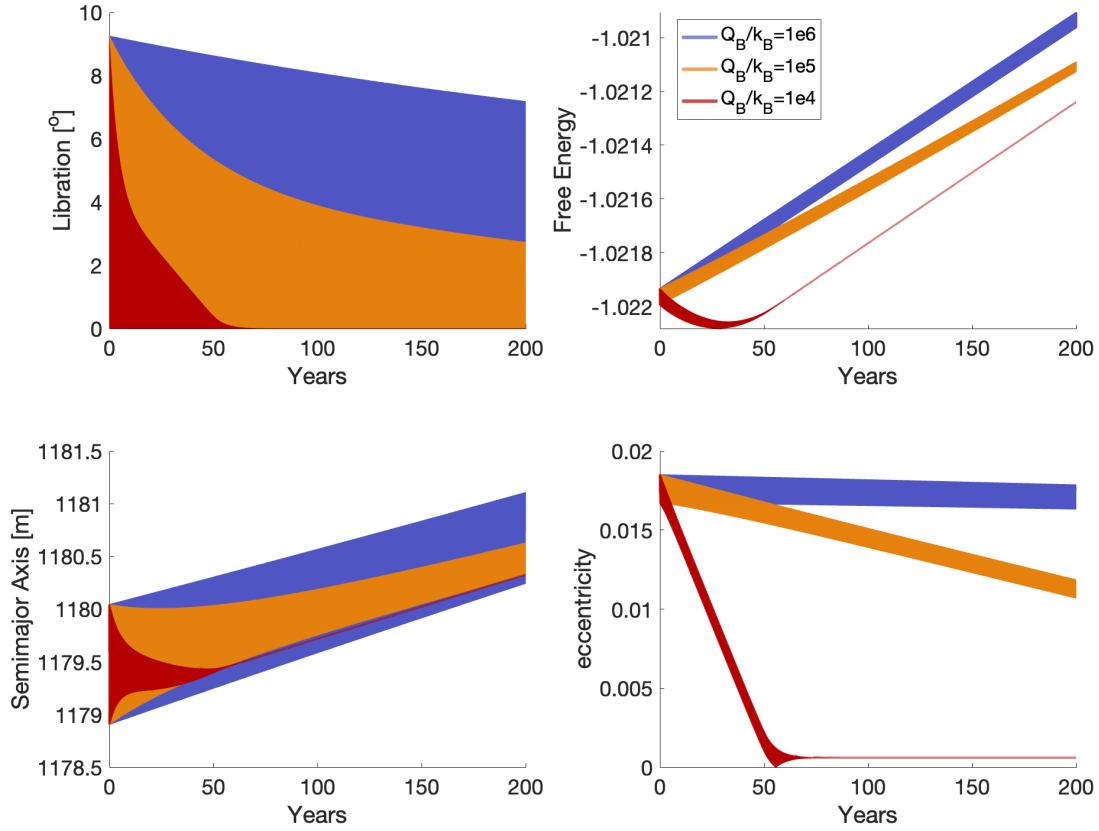 10
8
6
4
2
0
Libration [º]
0 50 100 150 200
Years
-1.021
-1.0212
-1.0214
-1.0216
-1.0218
-1.022
Free Energy
Q_B/k_B=1e6
Q_B/k_B=1e5
Q_B/k_B=1e4
0 50 100 150 200
Years
1181.5
1181
1180.5
1180
1179.5
1179
1178.5
Semimajor Axis [m]
0 50 100 150 200
Years
0.02
0.015
0.01
0.005
0
eccentricity
0 50 100 150 200
Years